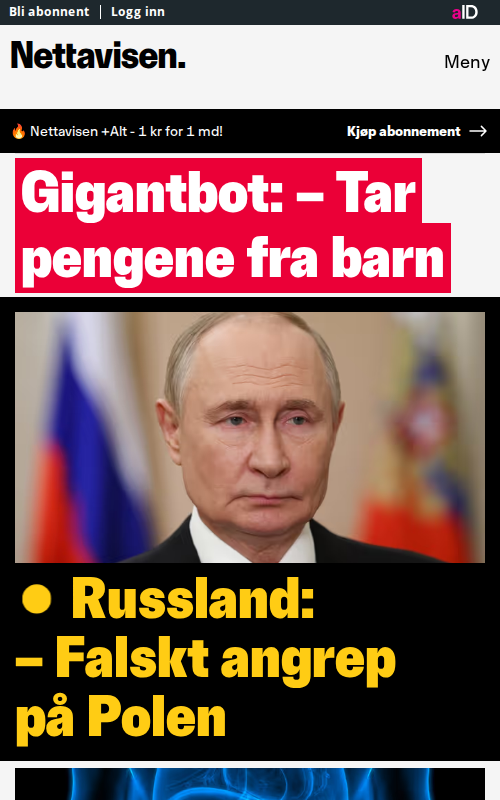 Bli abonnent | Logg inn
aID
Nettavisen.
Meny
🔥 Nettavisen +Alt - 1 kr for 1 md!
Kjøp abonnement →
Gigantbot: – Tar
pengene fra barn
● Russland:
– Falskt angrep
på Polen